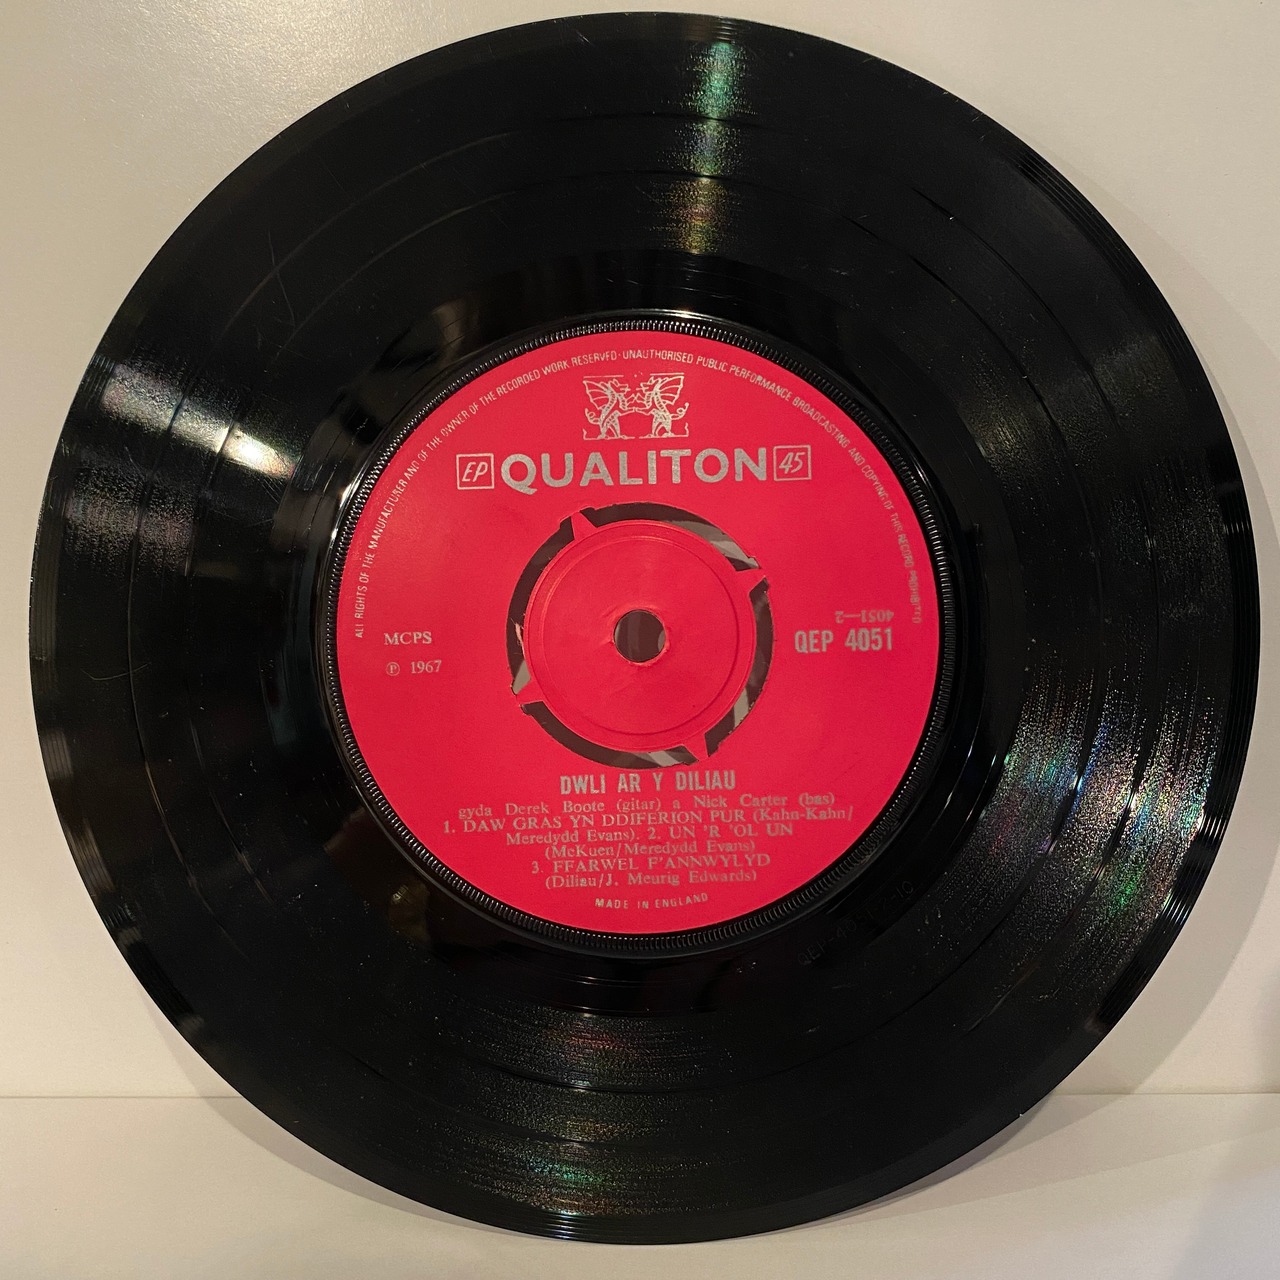 ALL RIGHTS OF THE MANUFACTURER AND OF THE OWNER OF THE RECORDED WORK RESERVED · UNAUTHORISED PUBLIC PERFORMANCE BROADCASTING AND COPYING OF THIS RECORD PROHIBITED
EP QUALITON 45
4051—2
MCPS QEP 4051
℗ 1967
DWLI AR Y DILIAU
gyda Derek Boote (gitar) a Nick Carter (bas)
1. DAW GRAS YN DDIFERION PUR (Kahn-Kahn/
Meredydd Evans). 2. UN 'R 'OL UN
(McKuen/Meredydd Evans)
3. FFARWEL F'ANNWYLYD
(Diliau/J. Meurig Edwards)
MADE IN ENGLAND